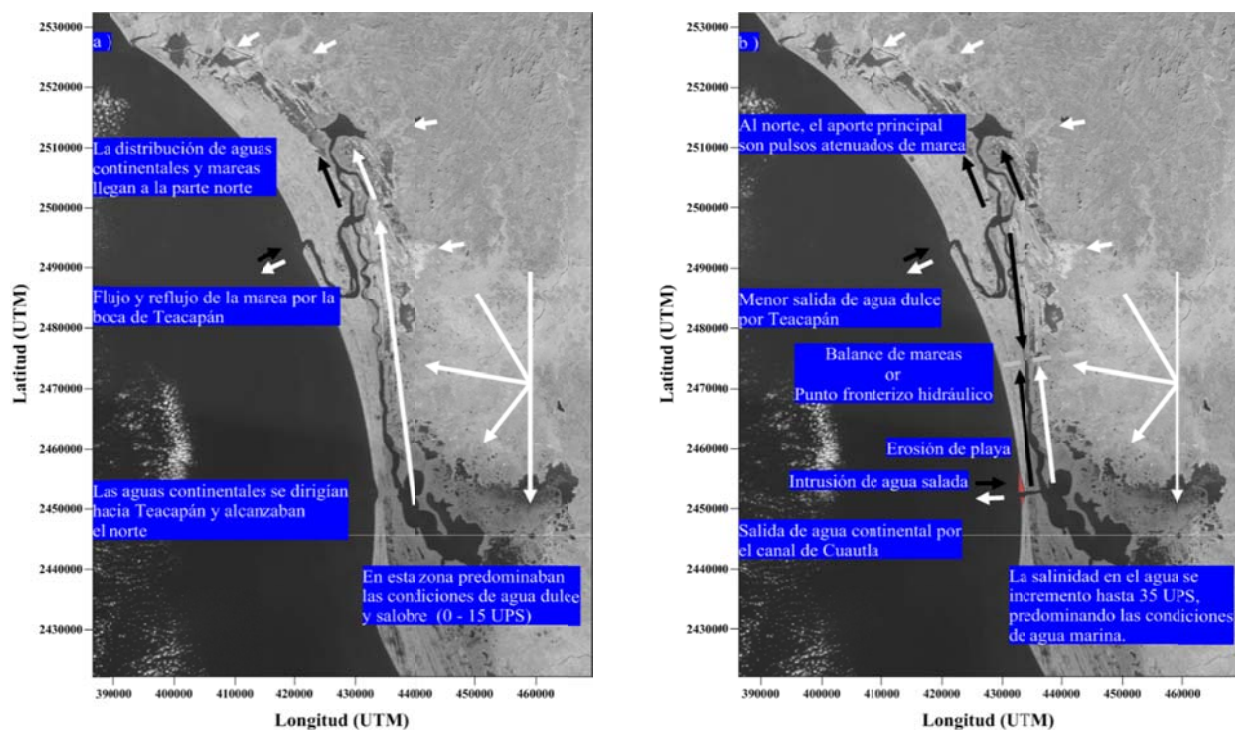 a )
La distribución de aguas
continentales y mareas
llegan a la parte norte
Flujo y reflujo de la marea por la
boca de Teacapán
Las aguas continentales se dirigían
hacia Teacapán y alcanzaban
el norte
En esta zona predominaban
las condiciones de agua dulce
y salobre (0 - 15 UPS)
Latitud (UTM)
2530000
2520000
2510000
2500000
2490000
2480000
2470000
2460000
2450000
2440000
2430000
390000 400000 410000 420000 430000 440000 450000 460000
Longitud (UTM)
b )
Al norte, el aporte principal
son pulsos atenuados de marea
Menor salida de agua dulce
por Teacapán
Balance de mareas
or
Punto fronterizo hidráulico
Erosión de playa
Intrusión de agua salada
Salida de agua continental por
el canal de Cuautla
La salinidad en el agua se
incremento hasta 35 UPS,
predominando las condiciones
de agua marina.
Latitud (UTM)
2530000
2520000
2510000
2500000
2490000
2480000
2470000
2460000
2450000
2440000
2430000
390000 400000 410000 420000 430000 440000 450000 460000
Longitud (UTM)